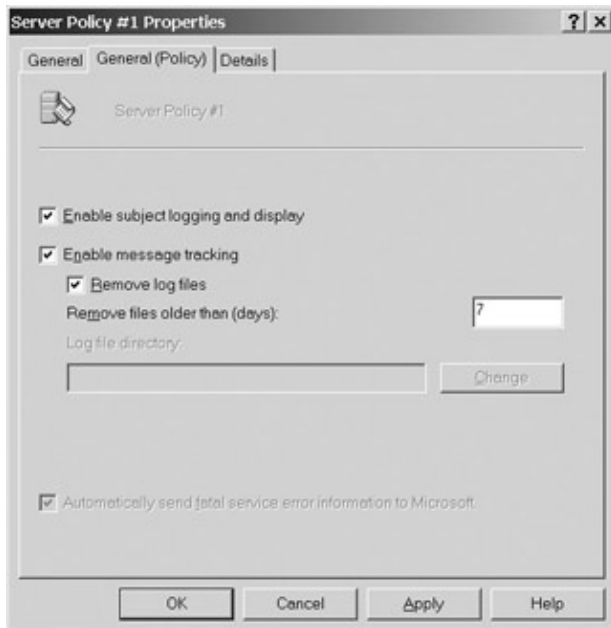 Server Policy #1 Properties
General General (Policy) Details
Server Policy #1
Enable subject logging and display
Enable message tracking
Remove log files
Remove files older than (days): 7
Log file directory:
Change
Automatically send fatal service error information to Microsoft
OK Cancel Apply Help